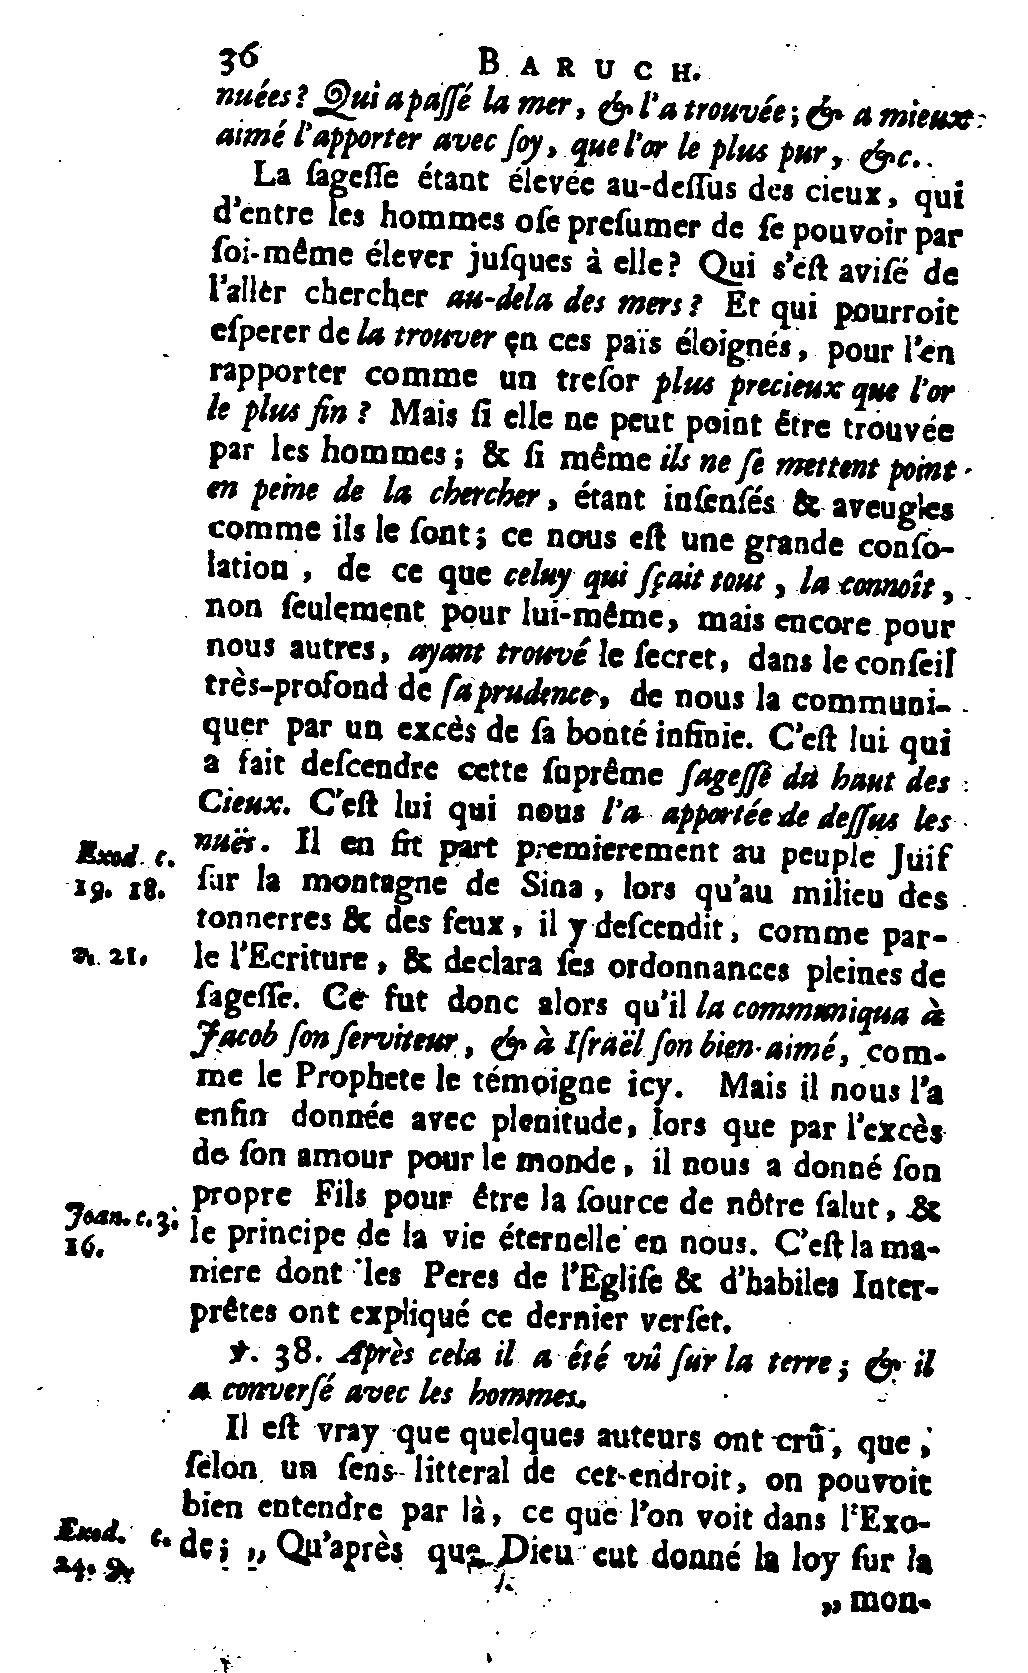 36 BARUCH.
nuées? Qui a passé la mer, & l'a trouvée; & a mieux
aimé l'apporter avec soy, que l'or le plus pur, &c.
La ſageſſe étant élevée au-deſſus des cieux, qui
d'entre les hommes oſe preſumer de ſe pouvoir par
ſoi-même élever juſques à elle? Qui s'eſt aviſé de
l'aller chercher au-dela des mers? Et qui pourroit
eſperer de la trouver en ces païs éloignés, pour l'en
rapporter comme un treſor plus precieux que l'or
le plus fin? Mais ſi elle ne peut point être trouvée
par les hommes; & ſi même ils ne ſe mettent point
en peine de la chercher, étant inſenſés & aveugles
comme ils le ſont; ce nous eſt une grande conſo-
lation, de ce que celuy qui ſçait tout, la connoît,
non ſeulement pour lui-même, mais encore pour
nous autres, ayant trouvé le ſecret, dans le conſeil
très-profond de ſa prudence, de nous la communi-
quer par un excès de ſa bonté infinie. C'eſt lui qui
a fait deſcendre cette ſuprême ſageſſe du haut des
Cieux. C'eſt lui qui nous l'a apportée de deſſus les
nuës. Il en fit part premierement au peuple Juif
Exod. c.
19. 18.
ſur la montagne de Sina, lors qu'au milieu des
tonnerres & des feux, il y deſcendit, comme par-
℣. 21.
le l'Ecriture, & declara ſes ordonnances pleines de
ſageſſe. Ce fut donc alors qu'il la communiqua à
Jacob ſon ſerviteur, & à Iſraël ſon bien-aimé, com-
me le Prophete le témoigne icy. Mais il nous l'a
enfin donnée avec plenitude, lors que par l'excès
de ſon amour pour le monde, il nous a donné ſon
propre Fils pour être la ſource de nôtre ſalut, &
Joan. c. 3.
16.
le principe de la vie éternelle en nous. C'eſt la ma-
niere dont les Peres de l'Egliſe & d'habiles Inter-
prêtes ont expliqué ce dernier verſet.
℣. 38. Après cela il a été vû ſur la terre; & il
a converſé avec les hommes.
Il eſt vray que quelques auteurs ont crû, que,
ſelon un ſens litteral de cet endroit, on pouvoit
bien entendre par là, ce que l'on voit dans l'Exo-
Exod. c.
24. 9.
de; „ Qu'après que Dieu eut donné la loy ſur la
„ mon-